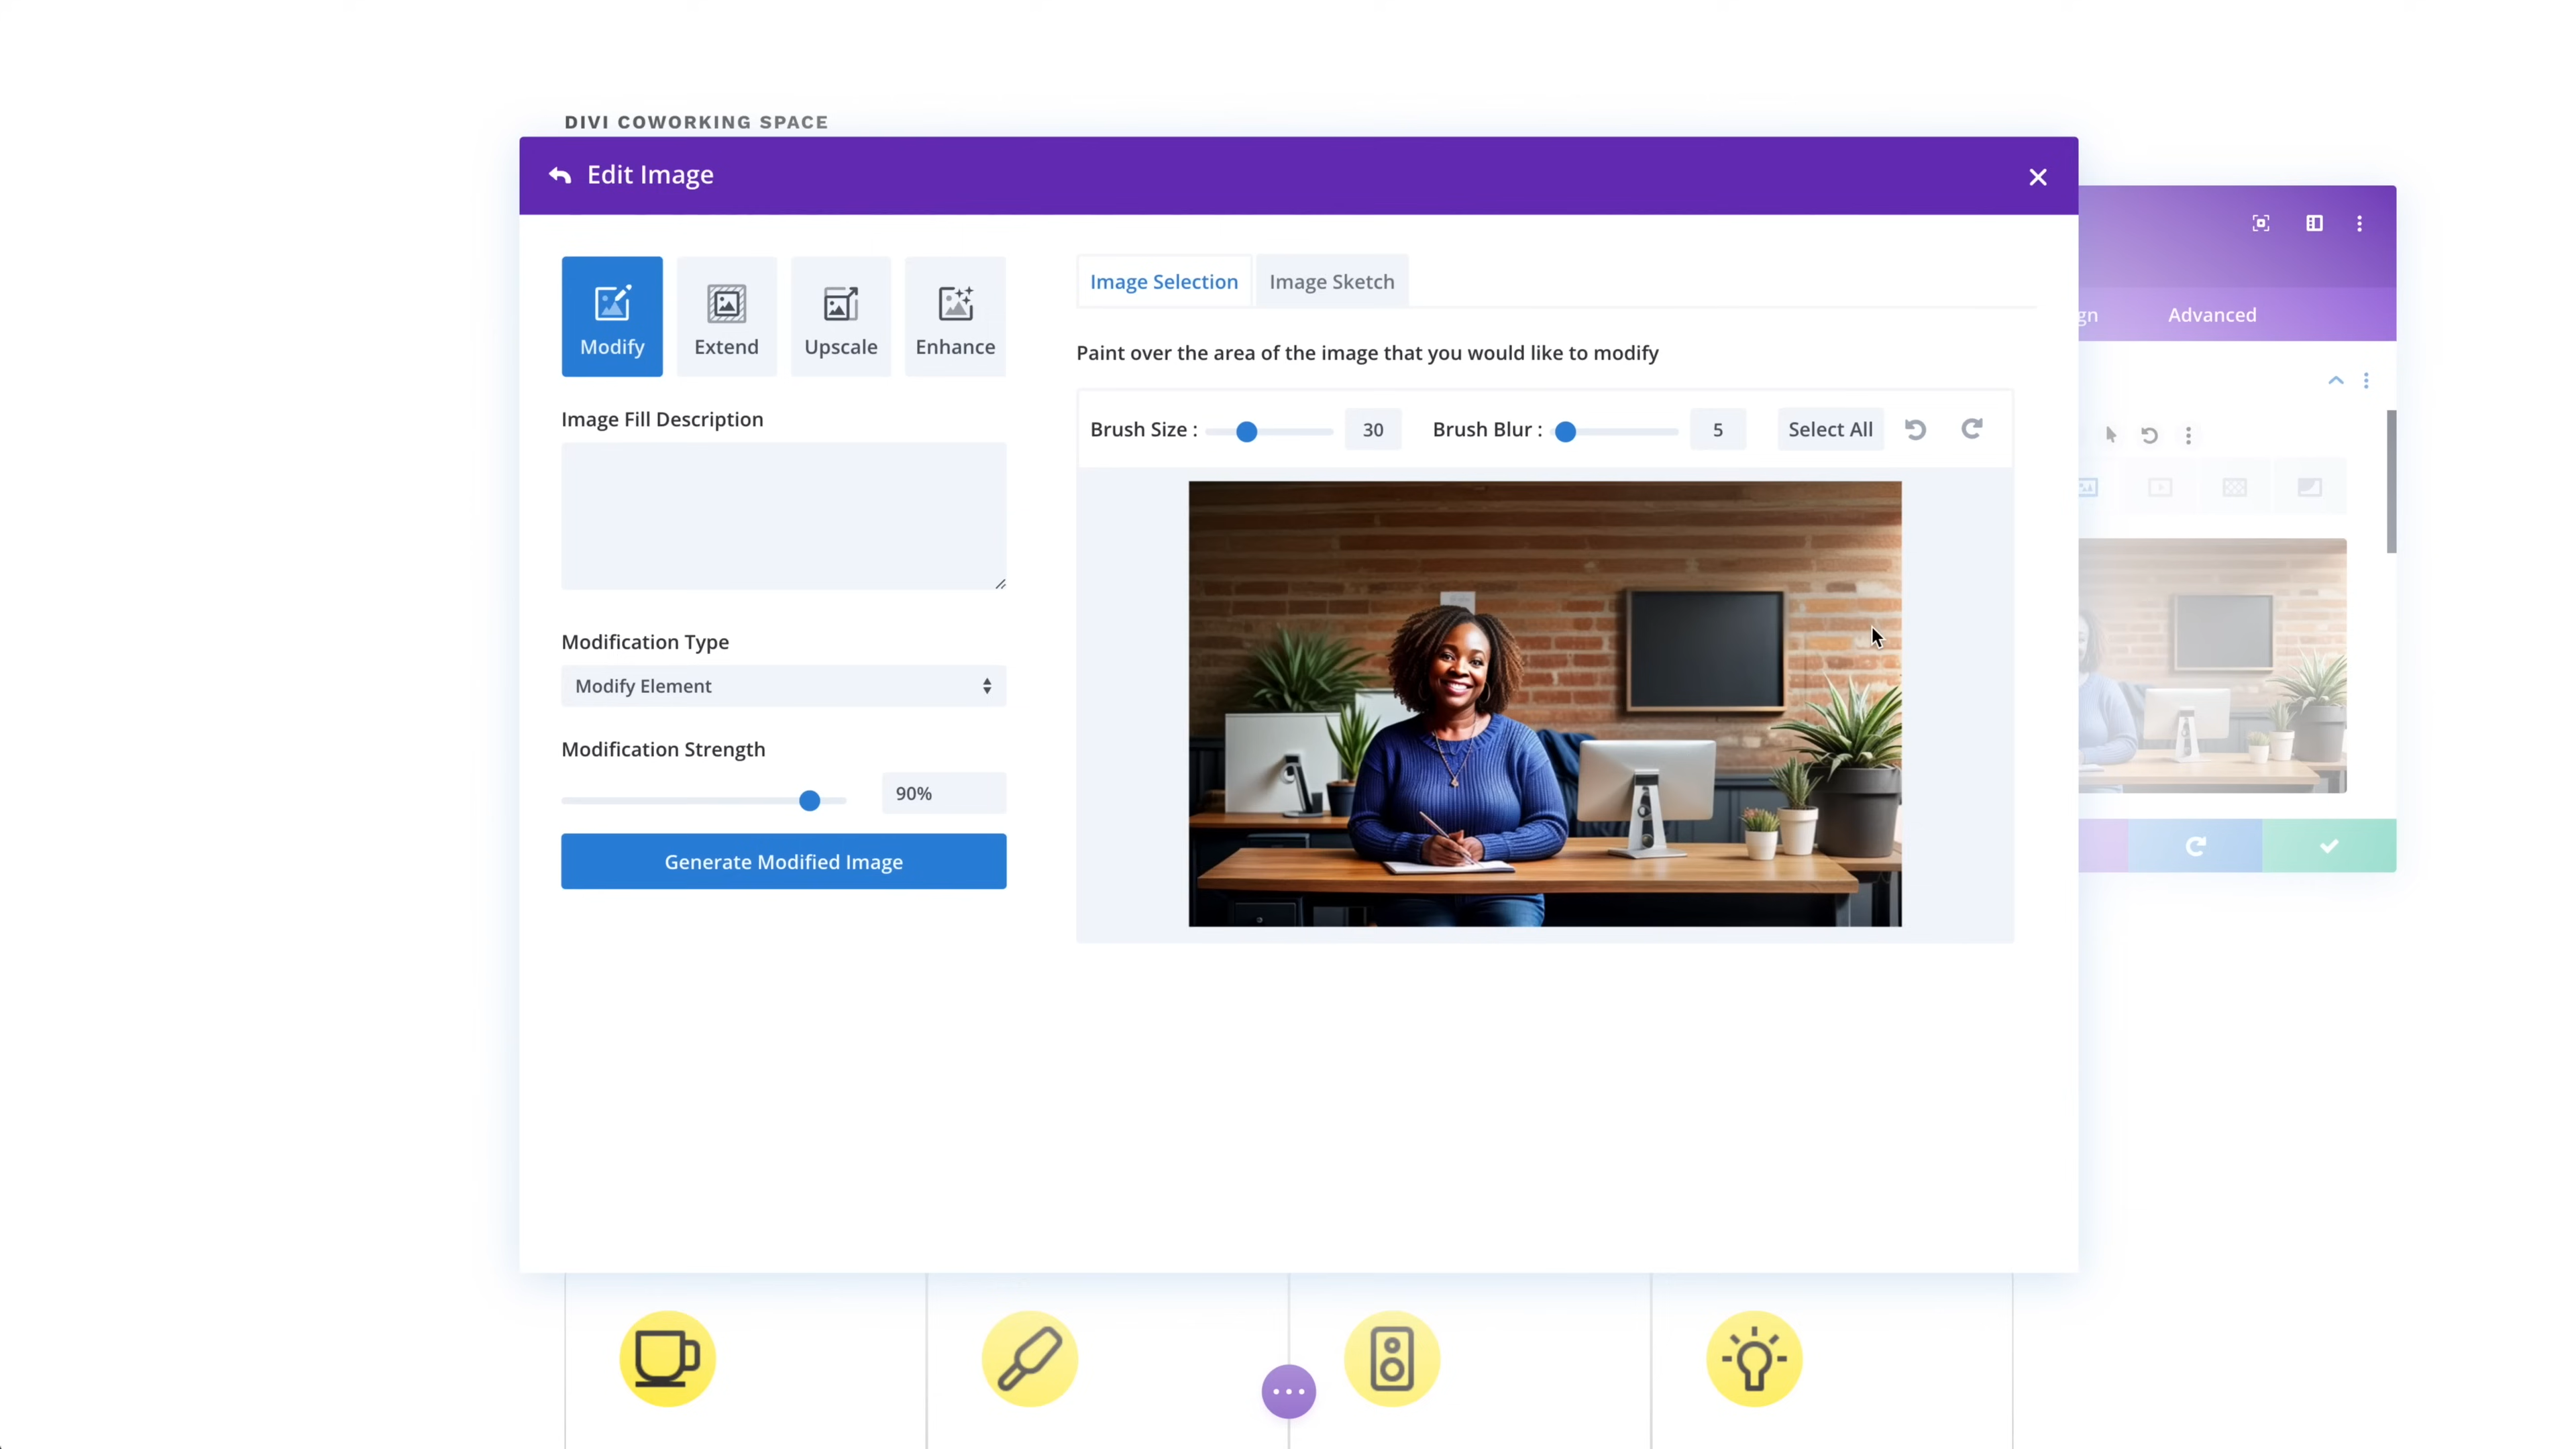 DIVI COWORKING SPACE
Edit Image
Modify
Extend
Upscale
Enhance
Image Fill Description
Modification Type
Modify Element
Modification Strength
90%
Generate Modified Image
Image Selection
Image Sketch
Paint over the area of the image that you would like to modify
Brush Size : 30 Brush Blur : 5 Select All
gn
Advanced